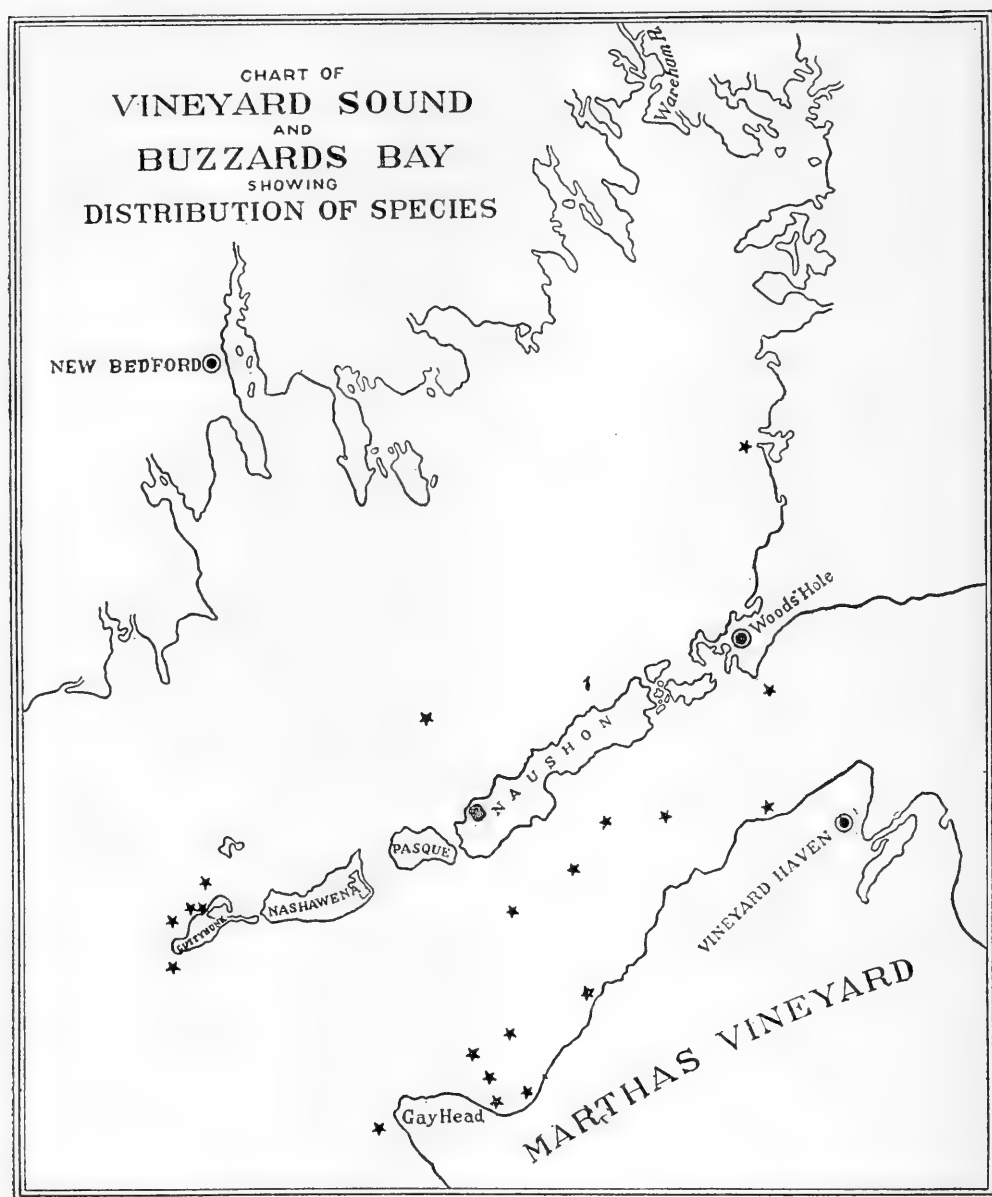 CHART OF
VINEYARD SOUND
AND
BUZZARDS BAY
SHOWING
DISTRIBUTION OF SPECIES
Wareham R.
NEW BEDFORD
Woods Hole
NAUSHON
PASQUE
NASHAWENA
CUTTYHUNK
VINEYARD HAVEN
MARTHAS VINEYARD
Gay Head